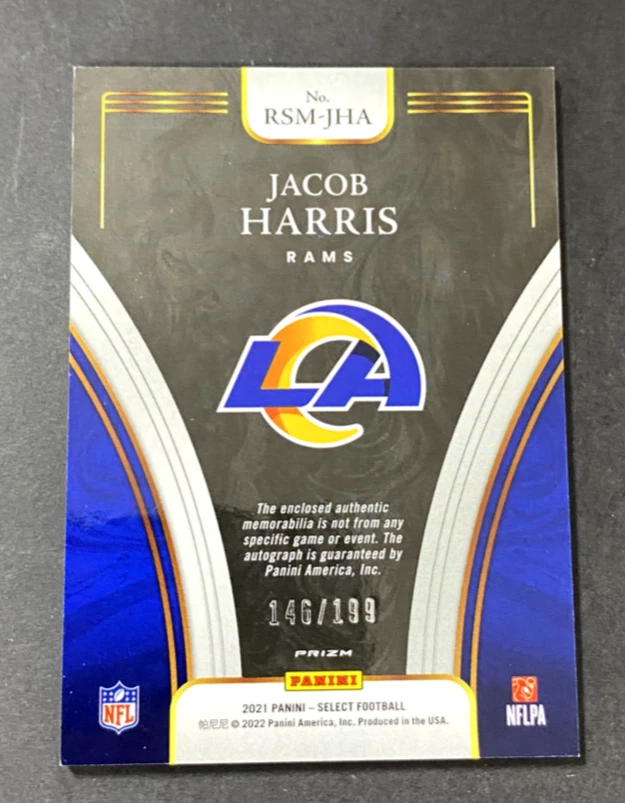 No.
RSM-JHA
JACOB
HARRIS
RAMS
LA
The enclosed authentic
memorabilia is not from any
specific game or event. The
autograph is guaranteed by
Panini America, Inc.
146/199
PRIZM
PANINI
2021 PANINI – SELECT FOOTBALL
帕尼尼 © 2022 Panini America, Inc. Produced in the USA.
NFL
NFLPA